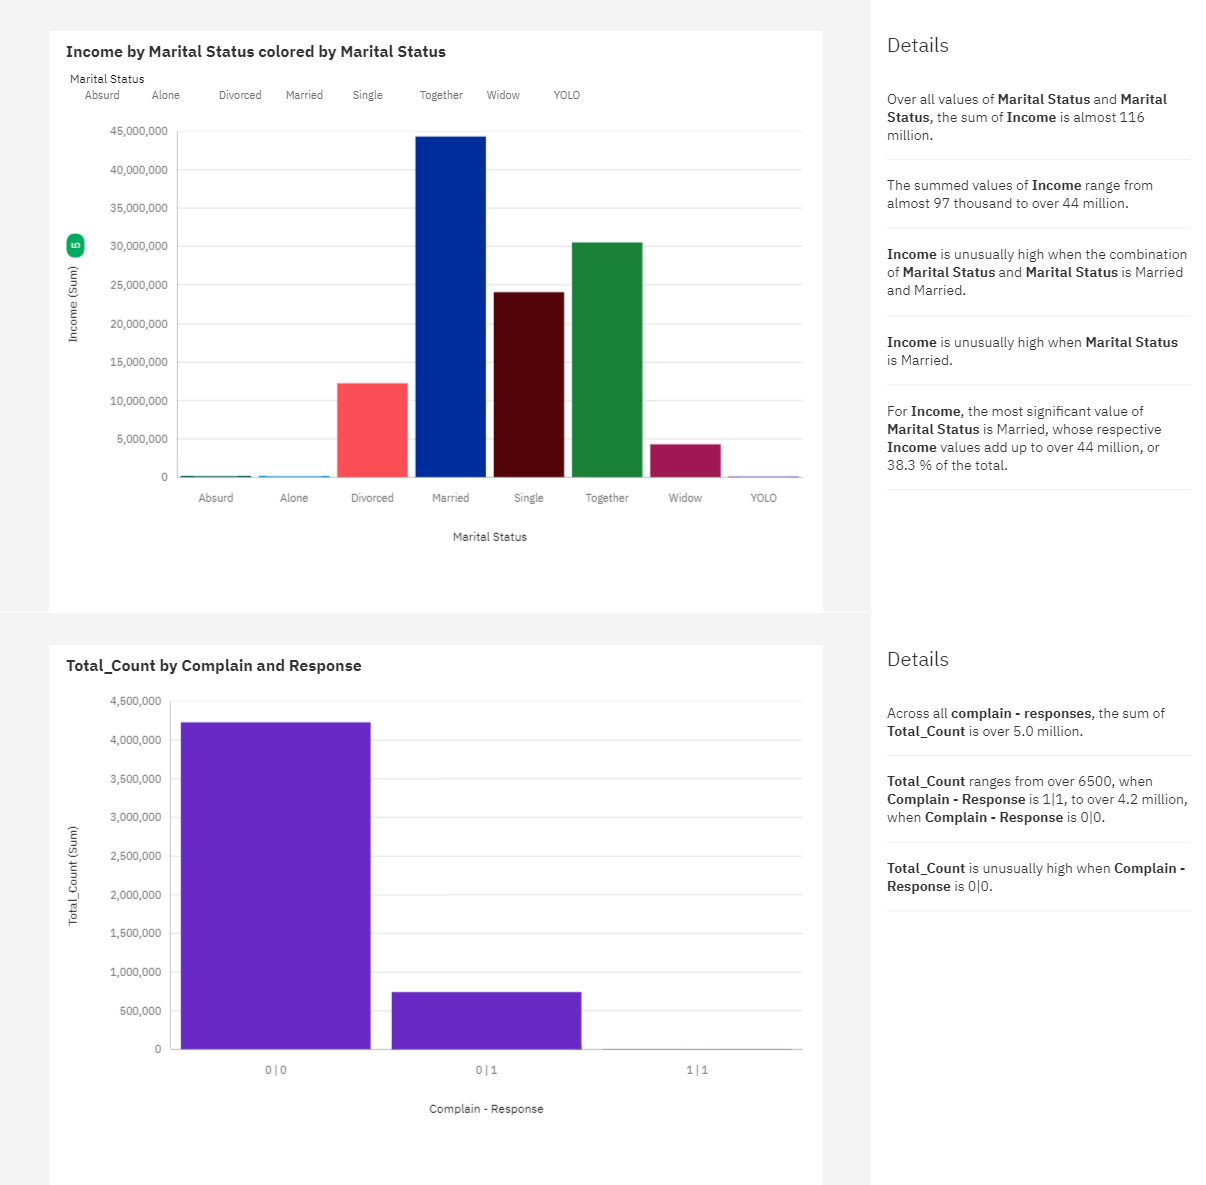 Income by Marital Status colored by Marital Status
Marital Status
Absurd Alone Divorced Married Single Together Widow YOLO
45,000,000
40,000,000
35,000,000
30,000,000
25,000,000
20,000,000
15,000,000
10,000,000
5,000,000
0
Income (Sum)
5
Absurd Alone Divorced Married Single Together Widow YOLO
Marital Status
Details
Over all values of Marital Status and Marital
Status, the sum of Income is almost 116
million.
The summed values of Income range from
almost 97 thousand to over 44 million.
Income is unusually high when the combination
of Marital Status and Marital Status is Married
and Married.
Income is unusually high when Marital Status
is Married.
For Income, the most significant value of
Marital Status is Married, whose respective
Income values add up to over 44 million, or
38.3 % of the total.
Total_Count by Complain and Response
4,500,000
4,000,000
3,500,000
3,000,000
2,500,000
2,000,000
1,500,000
1,000,000
500,000
0
Total_Count (Sum)
0 | 0 0 | 1 1 | 1
Complain - Response
Details
Across all complain - responses, the sum of
Total_Count is over 5.0 million.
Total_Count ranges from over 6500, when
Complain - Response is 1|1, to over 4.2 million,
when Complain - Response is 0|0.
Total_Count is unusually high when Complain -
Response is 0|0.